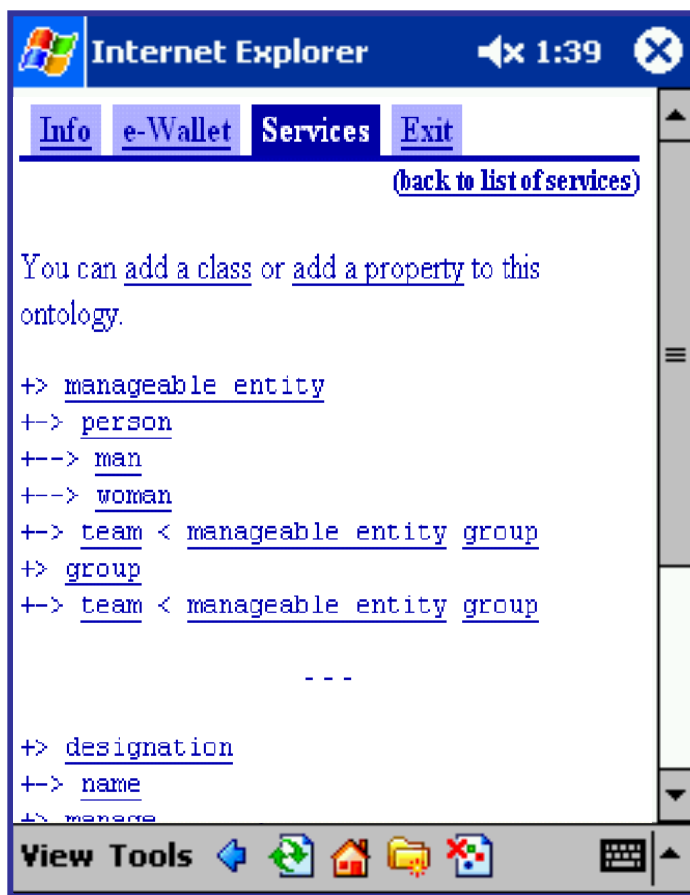 Internet Explorer 1:39
Info e-Wallet Services Exit
(back to list of services)
You can add a class or add a property to this
ontology.
+> manageable entity
+-> person
+--> man
+--> woman
+-> team < manageable entity group
+> group
+-> team < manageable entity group
- - -
+> designation
+-> name
+> manage
View Tools